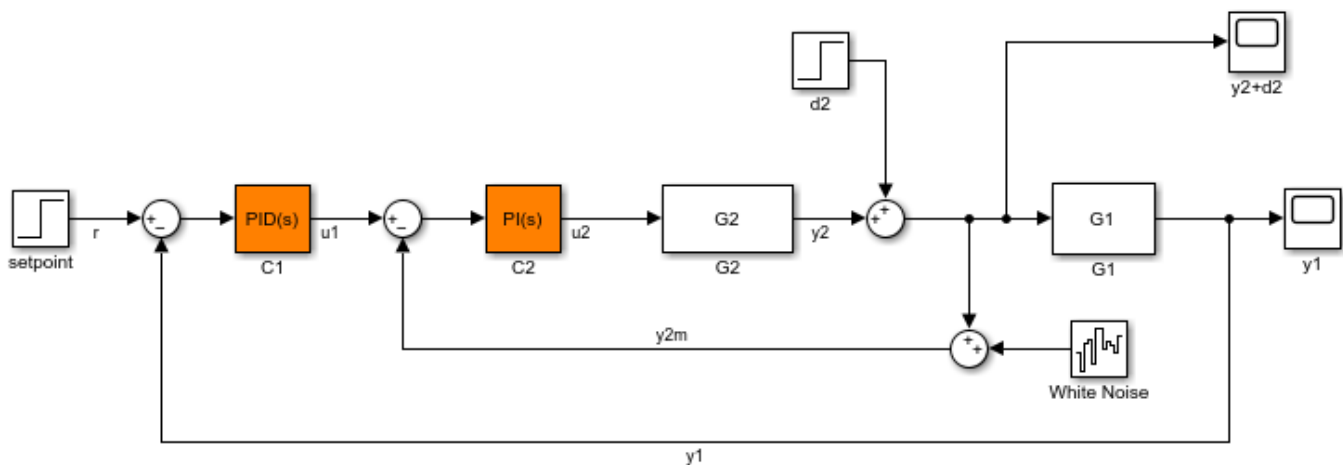 d2
y2+d2
r
setpoint
PID(s)
C1
u1
PI(s)
C2
u2
G2
G2
y2
G1
G1
y1
y2m
White Noise
y1